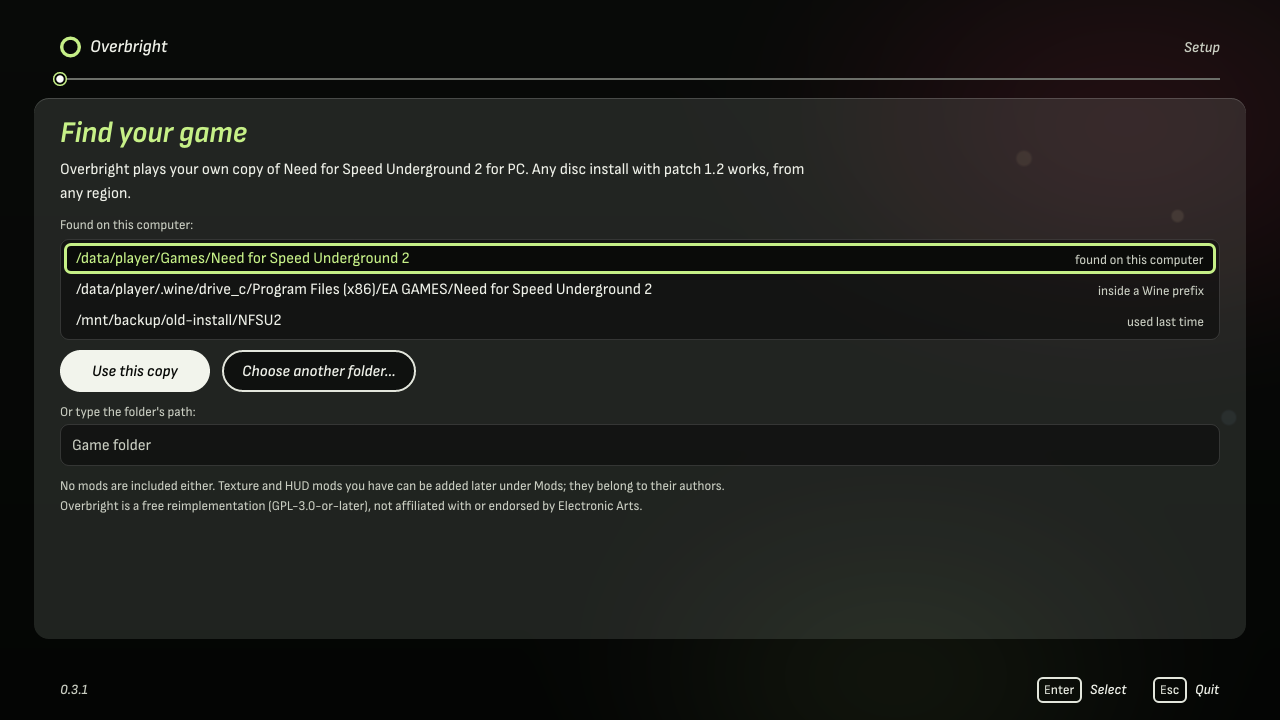 Overbright
Setup
Find your game
Overbright plays your own copy of Need for Speed Underground 2 for PC. Any disc install with patch 1.2 works, from
any region.
Found on this computer:
/data/player/Games/Need for Speed Underground 2
found on this computer
/data/player/.wine/drive_c/Program Files (x86)/EA GAMES/Need for Speed Underground 2
inside a Wine prefix
/mnt/backup/old-install/NFSU2
used last time
Use this copy
Choose another folder...
Or type the folder's path:
Game folder
No mods are included either. Texture and HUD mods you have can be added later under Mods; they belong to their authors.
Overbright is a free reimplementation (GPL-3.0-or-later), not affiliated with or endorsed by Electronic Arts.
0.3.1
Enter Select
Esc Quit